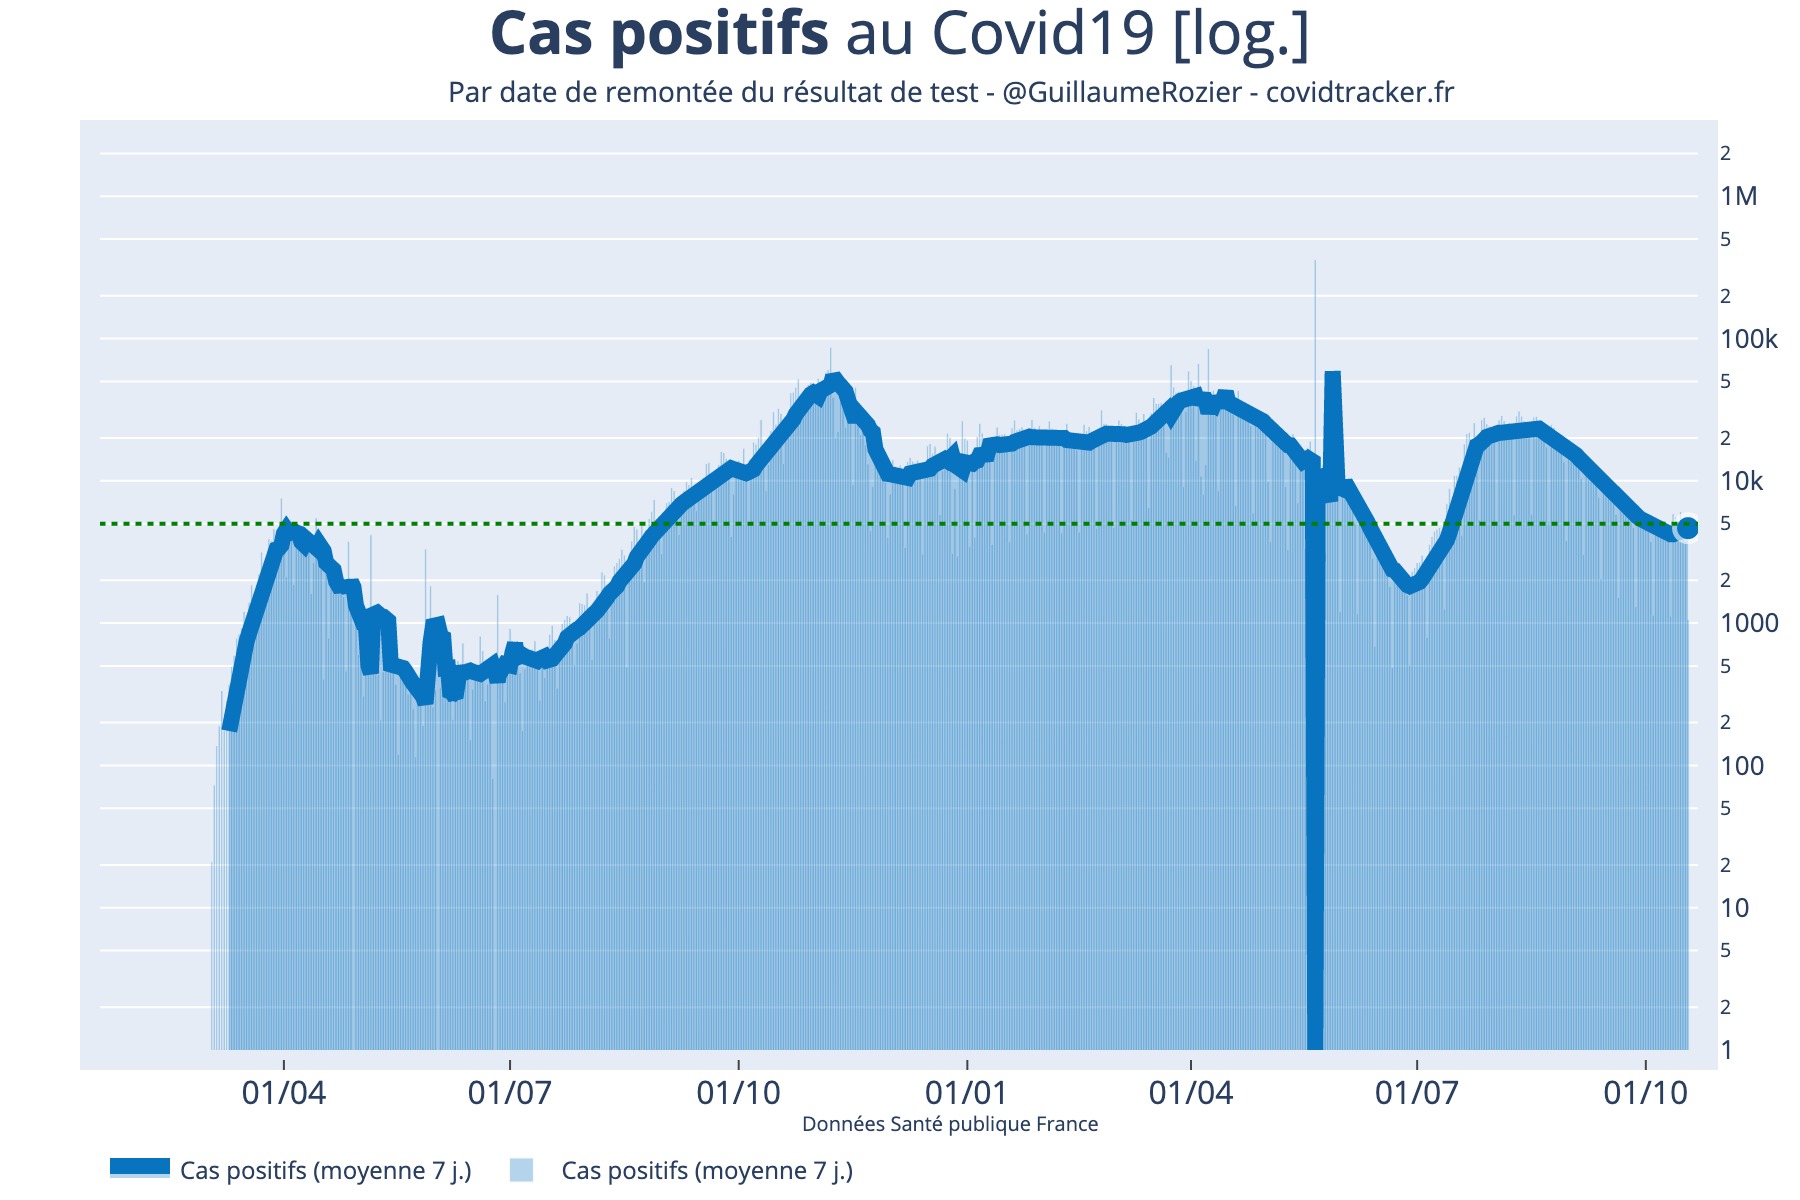 Cas positifs au Covid19 [log.]
Par date de remontée du résultat de test - @GuillaumeRozier - covidtracker.fr
2
1M
5
2
100k
5
2
10k
5
2
1000
5
2
100
5
2
10
5
2
1
01/04 01/07 01/10 01/01 01/04 01/07 01/10
Données Santé publique France
Cas positifs (moyenne 7 j.) Cas positifs (moyenne 7 j.)